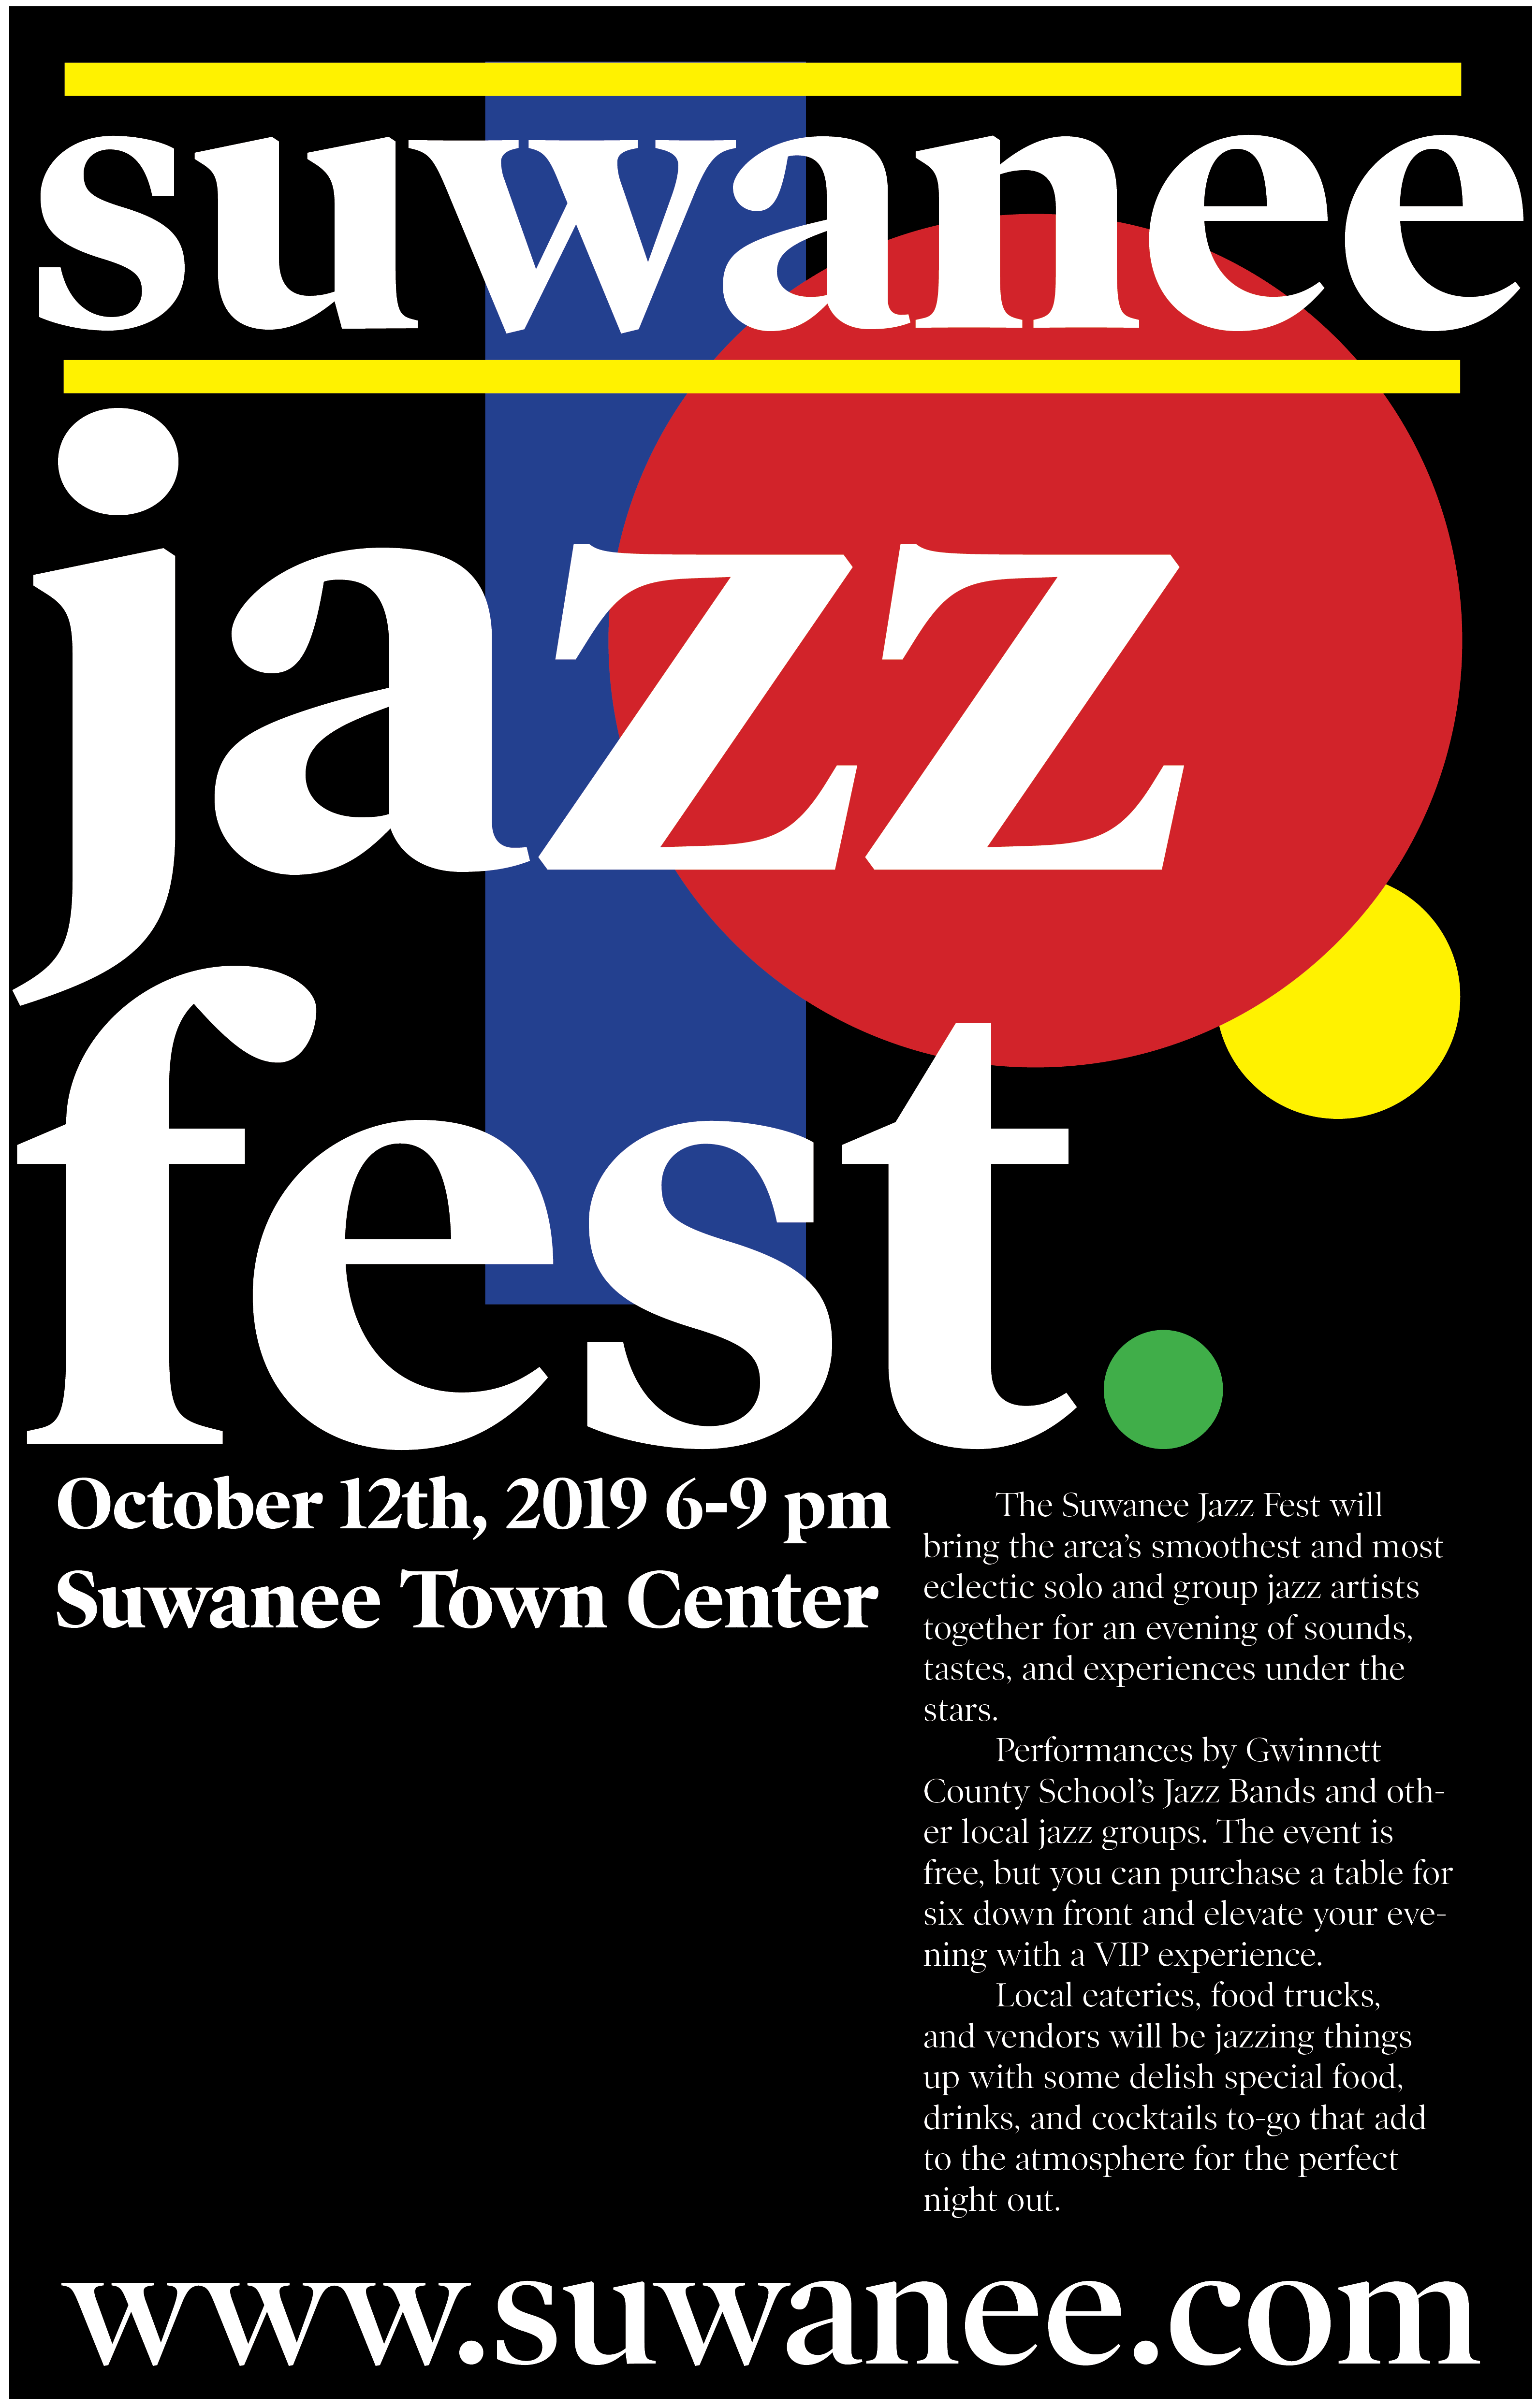 suwanee
jazz
fest.
October 12th, 2019 6-9 pm
Suwanee Town Center
The Suwanee Jazz Fest will
bring the area’s smoothest and most
eclectic solo and group jazz artists
together for an evening of sounds,
tastes, and experiences under the
stars.
Performances by Gwinnett
County School’s Jazz Bands and oth-
er local jazz groups. The event is
free, but you can purchase a table for
six down front and elevate your eve-
ning with a VIP experience.
Local eateries, food trucks,
and vendors will be jazzing things
up with some delish special food,
drinks, and cocktails to-go that add
to the atmosphere for the perfect
night out.
www.suwanee.com